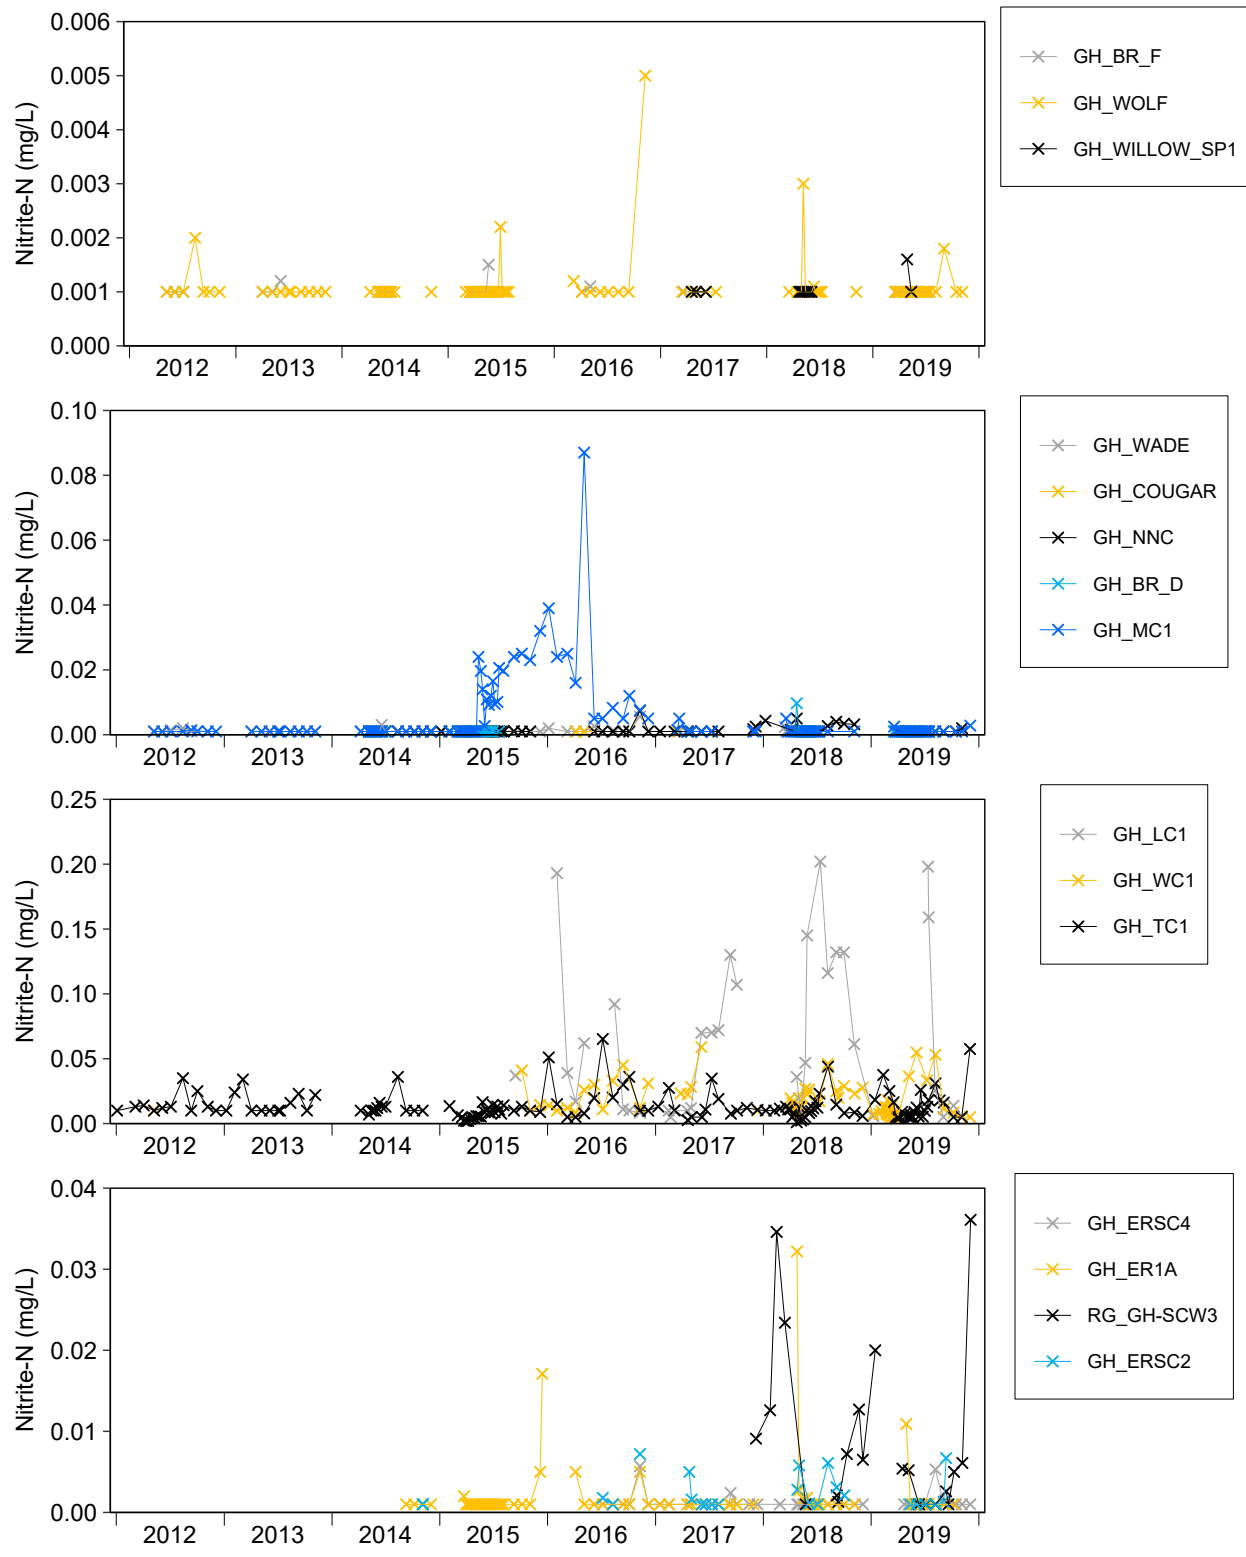 Nitrite-N (mg/L)
0.006
0.005
0.004
0.003
0.002
0.001
0.000
2012 2013 2014 2015 2016 2017 2018 2019
GH_BR_F
GH_WOLF
GH_WILLOW_SP1
Nitrite-N (mg/L)
0.10
0.08
0.06
0.04
0.02
0.00
2012 2013 2014 2015 2016 2017 2018 2019
GH_WADE
GH_COUGAR
GH_NNC
GH_BR_D
GH_MC1
Nitrite-N (mg/L)
0.25
0.20
0.15
0.10
0.05
0.00
2012 2013 2014 2015 2016 2017 2018 2019
GH_LC1
GH_WC1
GH_TC1
Nitrite-N (mg/L)
0.04
0.03
0.02
0.01
0.00
2012 2013 2014 2015 2016 2017 2018 2019
GH_ERSC4
GH_ER1A
RG_GH-SCW3
GH_ERSC2